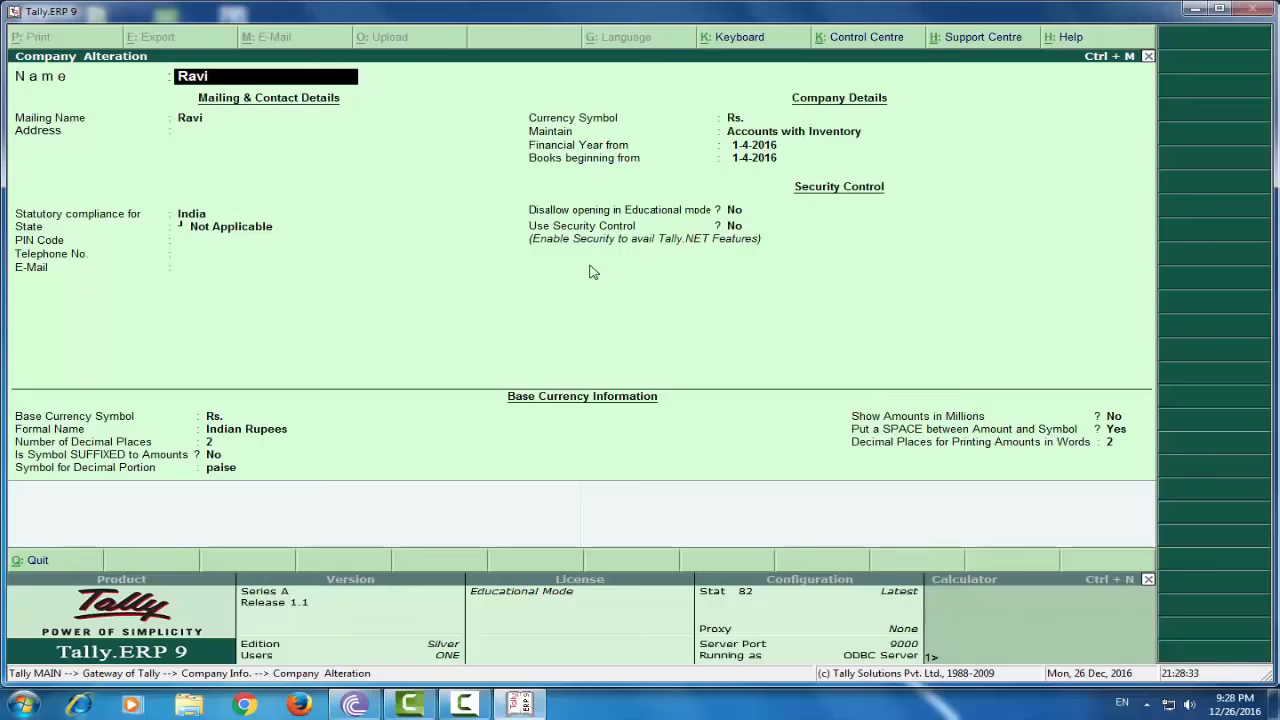 Tally.ERP 9
P: Print E: Export M: E-Mail O: Upload G: Language K: Keyboard K: Control Centre H: Support Centre H: Help
Company Alteration Ctrl + M
Name : Ravi
Mailing & Contact Details Company Details
Mailing Name : Ravi Currency Symbol : Rs.
Address : Maintain : Accounts with Inventory
Financial Year from : 1-4-2016
Books beginning from : 1-4-2016
Security Control
Statutory compliance for : India Disallow opening in Educational mode ? No
State : Not Applicable Use Security Control ? No
PIN Code : (Enable Security to avail Tally.NET Features)
Telephone No. :
E-Mail :
Base Currency Information
Base Currency Symbol : Rs. Show Amounts in Millions ? No
Formal Name : Indian Rupees Put a SPACE between Amount and Symbol ? Yes
Number of Decimal Places : 2 Decimal Places for Printing Amounts in Words : 2
Is Symbol SUFFIXED to Amounts ? No
Symbol for Decimal Portion : paise
Q: Quit
Product Version License Configuration Calculator Ctrl + N
Tally
POWER OF SIMPLICITY
Tally.ERP 9
Series A
Release 1.1
Edition Silver
Users ONE
Educational Mode
Stat 82 Latest
Proxy None
Server Port 9000
Running as ODBC Server
1>
Tally MAIN --> Gateway of Tally --> Company Info. --> Company Alteration (c) Tally Solutions Pvt. Ltd., 1988-2009 Mon, 26 Dec, 2016 21:28:33
EN 9:28 PM
12/26/2016